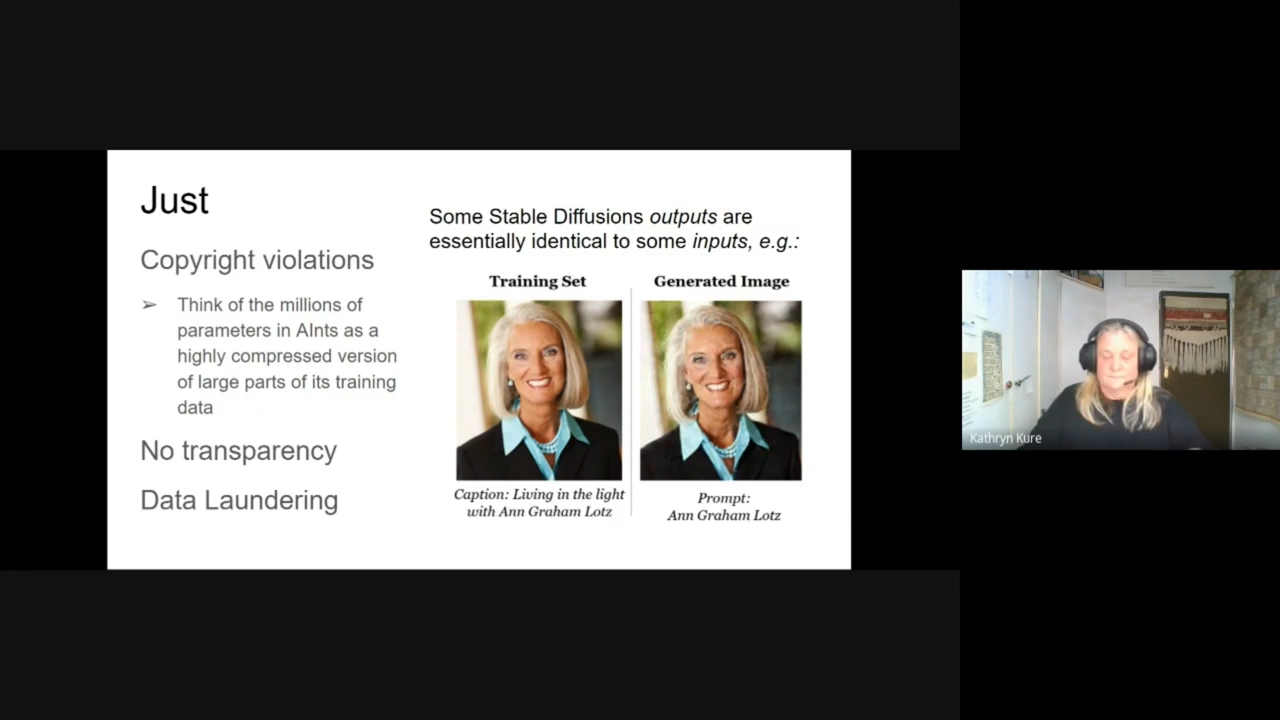 Just
Copyright violations
➢ Think of the millions of
parameters in AInts as a
highly compressed version
of large parts of its training
data
No transparency
Data Laundering
Some Stable Diffusions outputs are
essentially identical to some inputs, e.g.:
Training Set
Generated Image
Caption: Living in the light
with Ann Graham Lotz
Prompt:
Ann Graham Lotz
Kathryn Kure